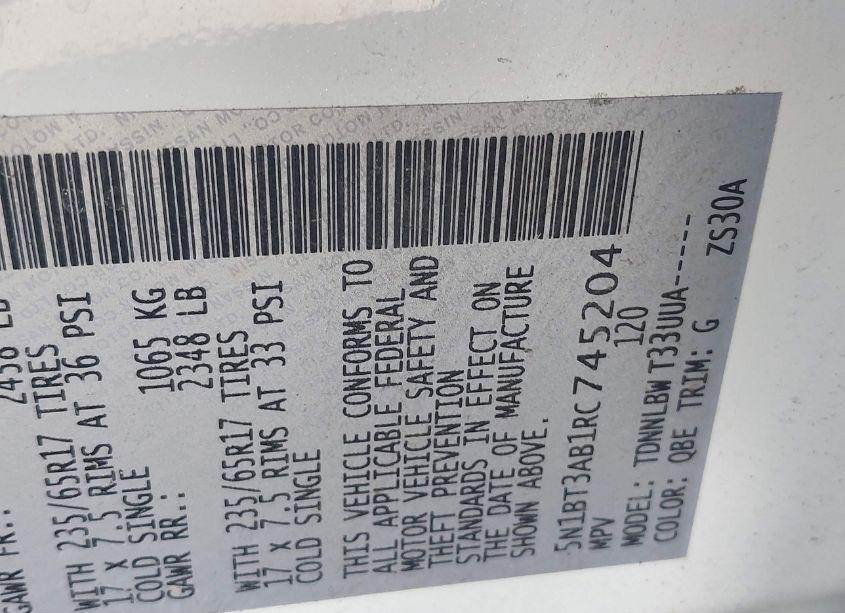 GAWR FR.:
WITH 235/65R17 TIRES
17 X 7.5 RIMS AT 36 PSI
COLD SINGLE
GAWR RR.: 1065 KG
2348 LB
WITH 235/65R17 TIRES
17 X 7.5 RIMS AT 33 PSI
COLD SINGLE
THIS VEHICLE CONFORMS TO
ALL APPLICABLE FEDERAL
MOTOR VEHICLE SAFETY AND
THEFT PREVENTION
STANDARDS IN EFFECT ON
THE DATE OF MANUFACTURE
SHOWN ABOVE.
5N1BT3AB1RC745204
MPV 120
MODEL: TDNNLBW T33UUA-----
COLOR: QBE TRIM: G ZS30A